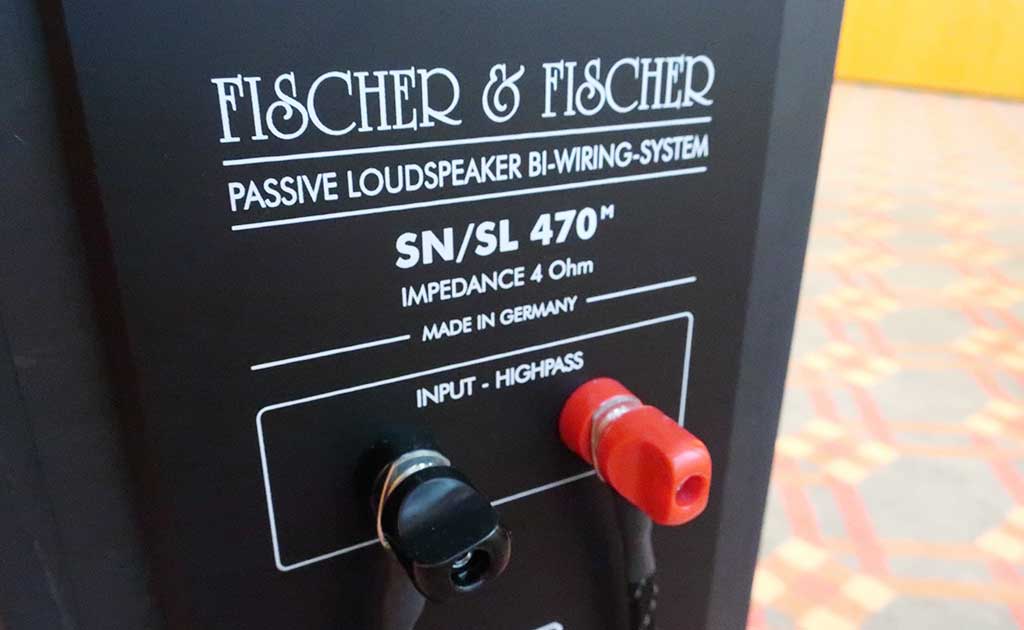 FISCHER & FISCHER
PASSIVE LOUDSPEAKER BI-WIRING-SYSTEM
SN/SL 470ᴹ
IMPEDANCE 4 Ohm
MADE IN GERMANY
INPUT - HIGHPASS